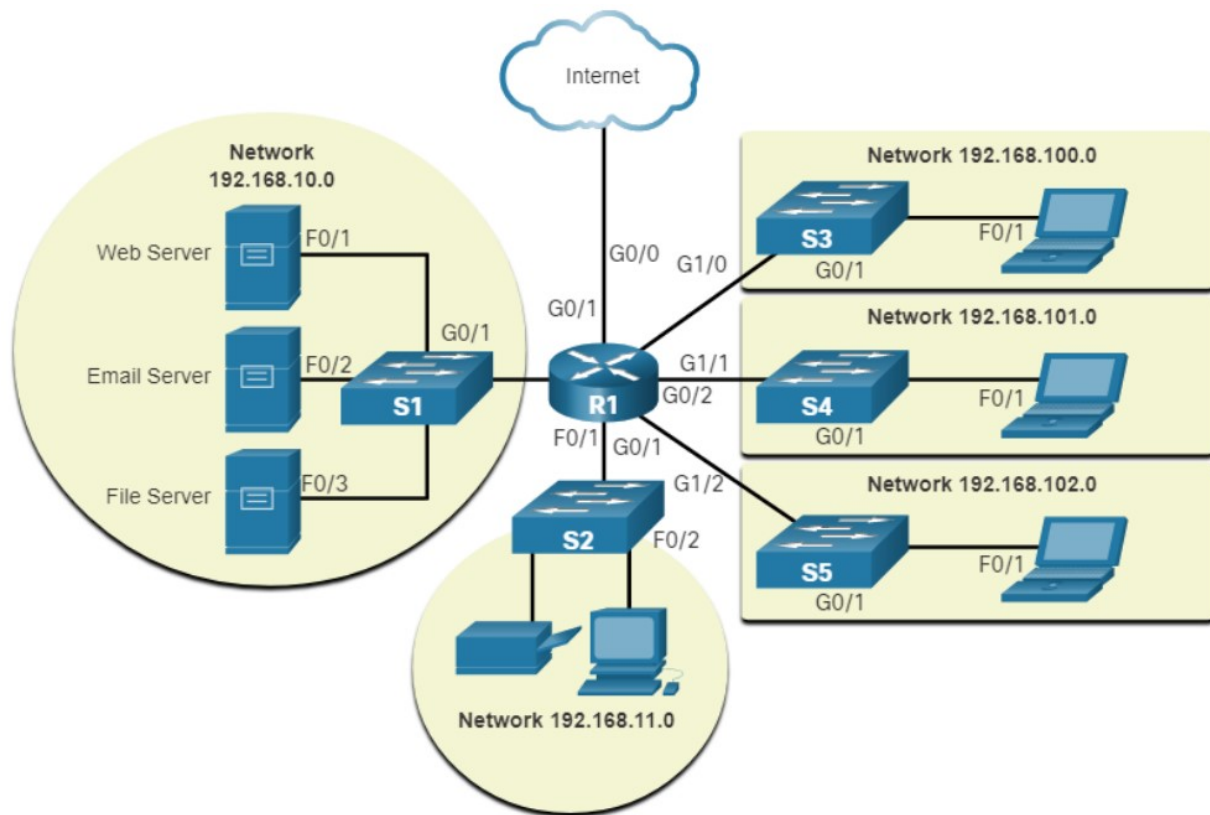 Internet
Network
192.168.10.0
Web Server
F0/1
Email Server
F0/2
G0/1
S1
File Server
F0/3
G0/0
G0/1
G1/0
R1
G1/1
G0/2
F0/1
G0/1
G1/2
S2
F0/2
Network 192.168.11.0
Network 192.168.100.0
S3
F0/1
G0/1
Network 192.168.101.0
S4
F0/1
G0/1
Network 192.168.102.0
S5
F0/1
G0/1